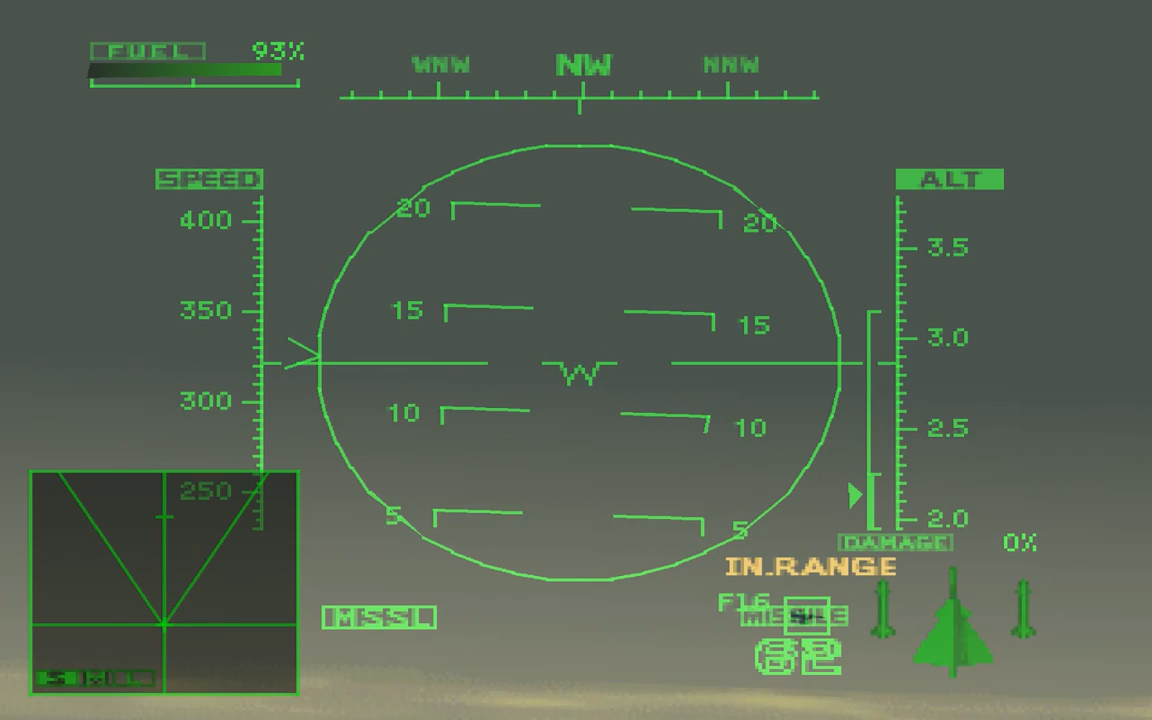 FUEL 93%
WNW NW NNW
SPEED
ALT
400
20 20
3.5
350
15 15
3.0
300
10 10
2.5
250
5 5
2.0
DAMAGE 0%
IN.RANGE
F16
MISSL
MISSILE
62